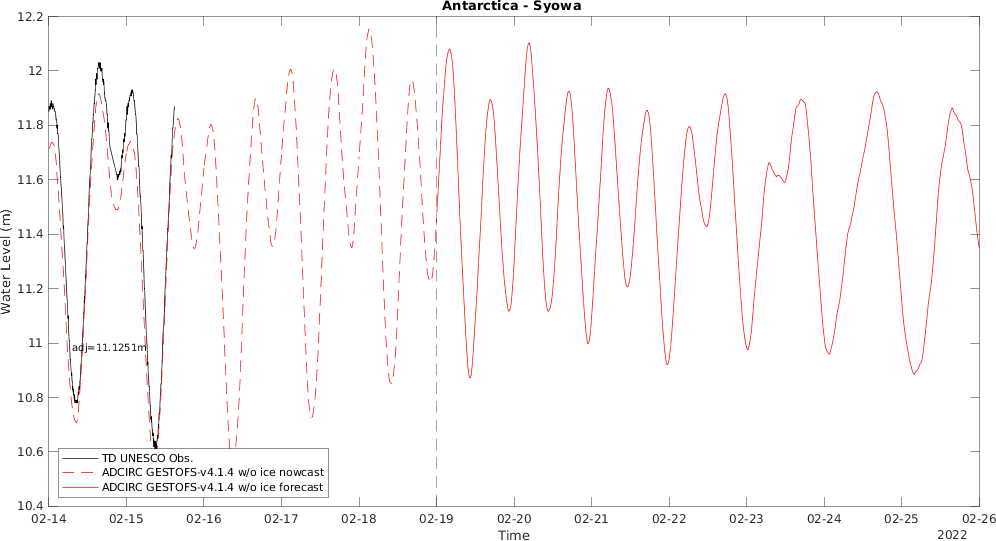 Antarctica - Syowa
Water Level (m)
12.2
12
11.8
11.6
11.4
11.2
11
10.8
10.6
10.4
adj=11.1251m
TD UNESCO Obs.
ADCIRC GESTOFS-v4.1.4 w/o ice nowcast
ADCIRC GESTOFS-v4.1.4 w/o ice forecast
02-14 02-15 02-16 02-17 02-18 02-19 02-20 02-21 02-22 02-23 02-24 02-25 02-26
Time
2022